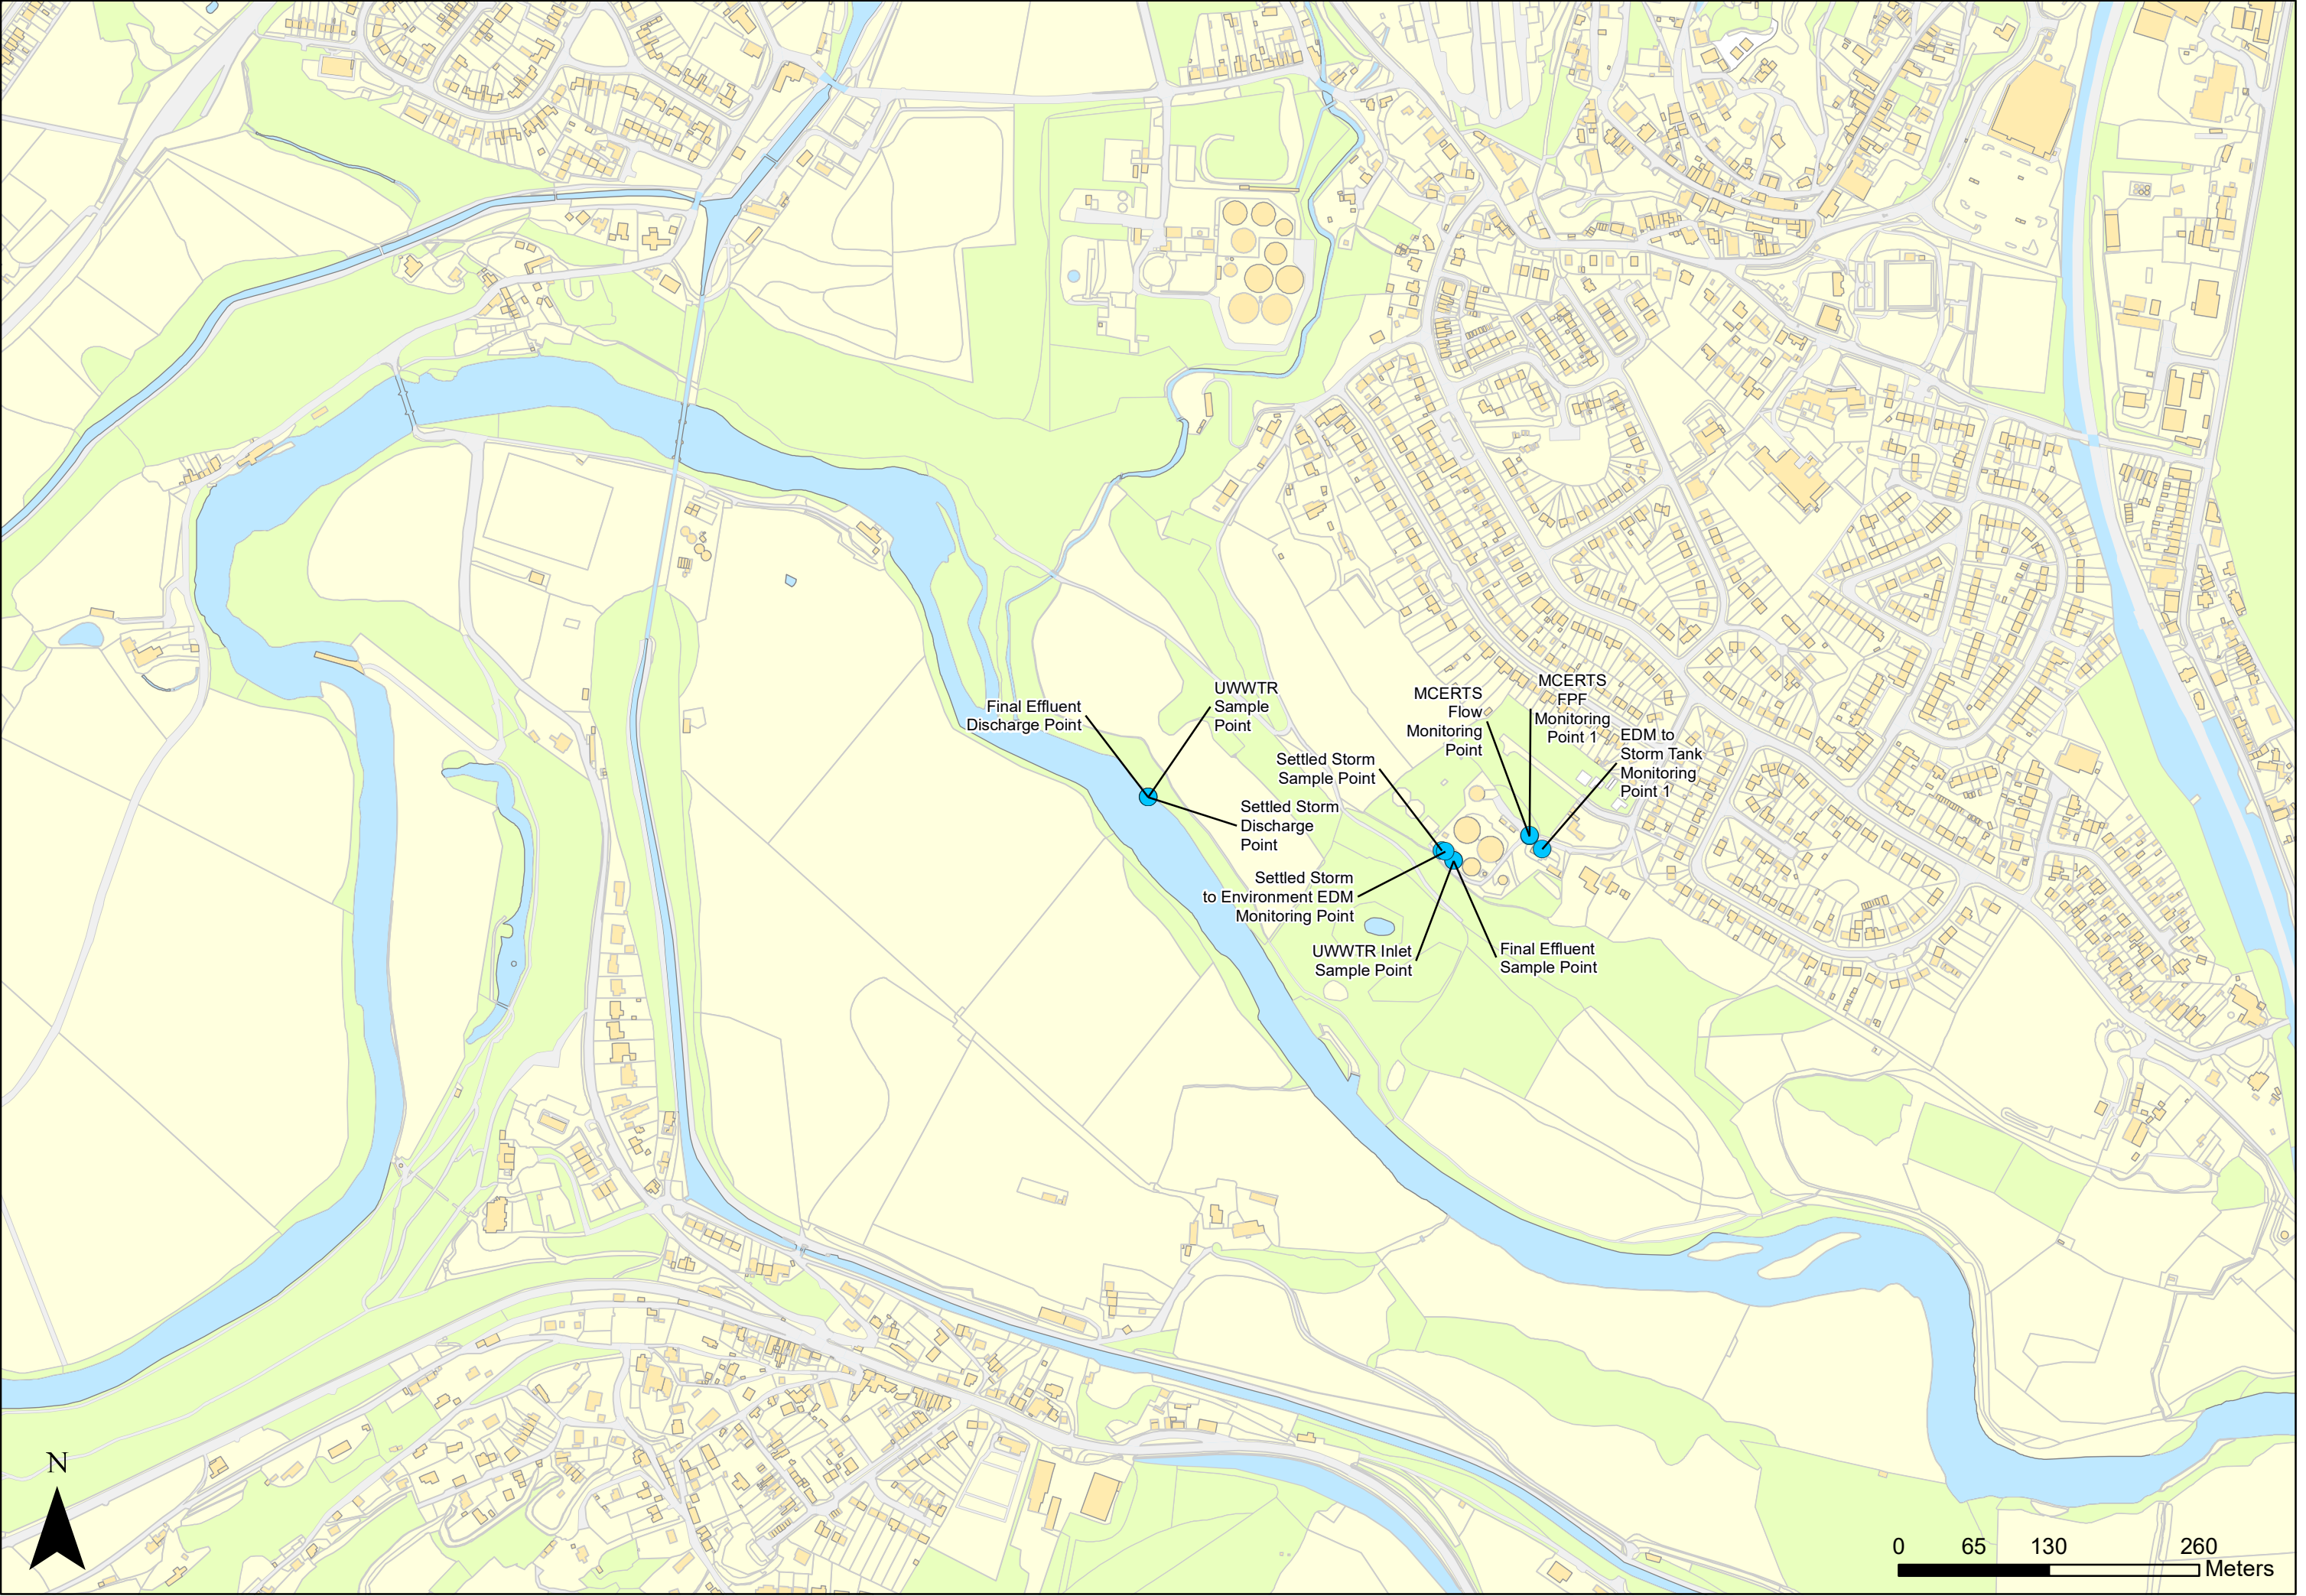 Final Effluent
Discharge Point
UWWTR
Sample
Point
Settled Storm
Discharge
Point
MCERTS
Flow
Monitoring
Point
MCERTS
FPF
Monitoring
Point 1
EDM to
Storm Tank
Monitoring
Point 1
Settled Storm
Sample Point
Settled Storm
to Environment EDM
Monitoring Point
UWWTR Inlet
Sample Point
Final Effluent
Sample Point
N
0 65 130 260
Meters